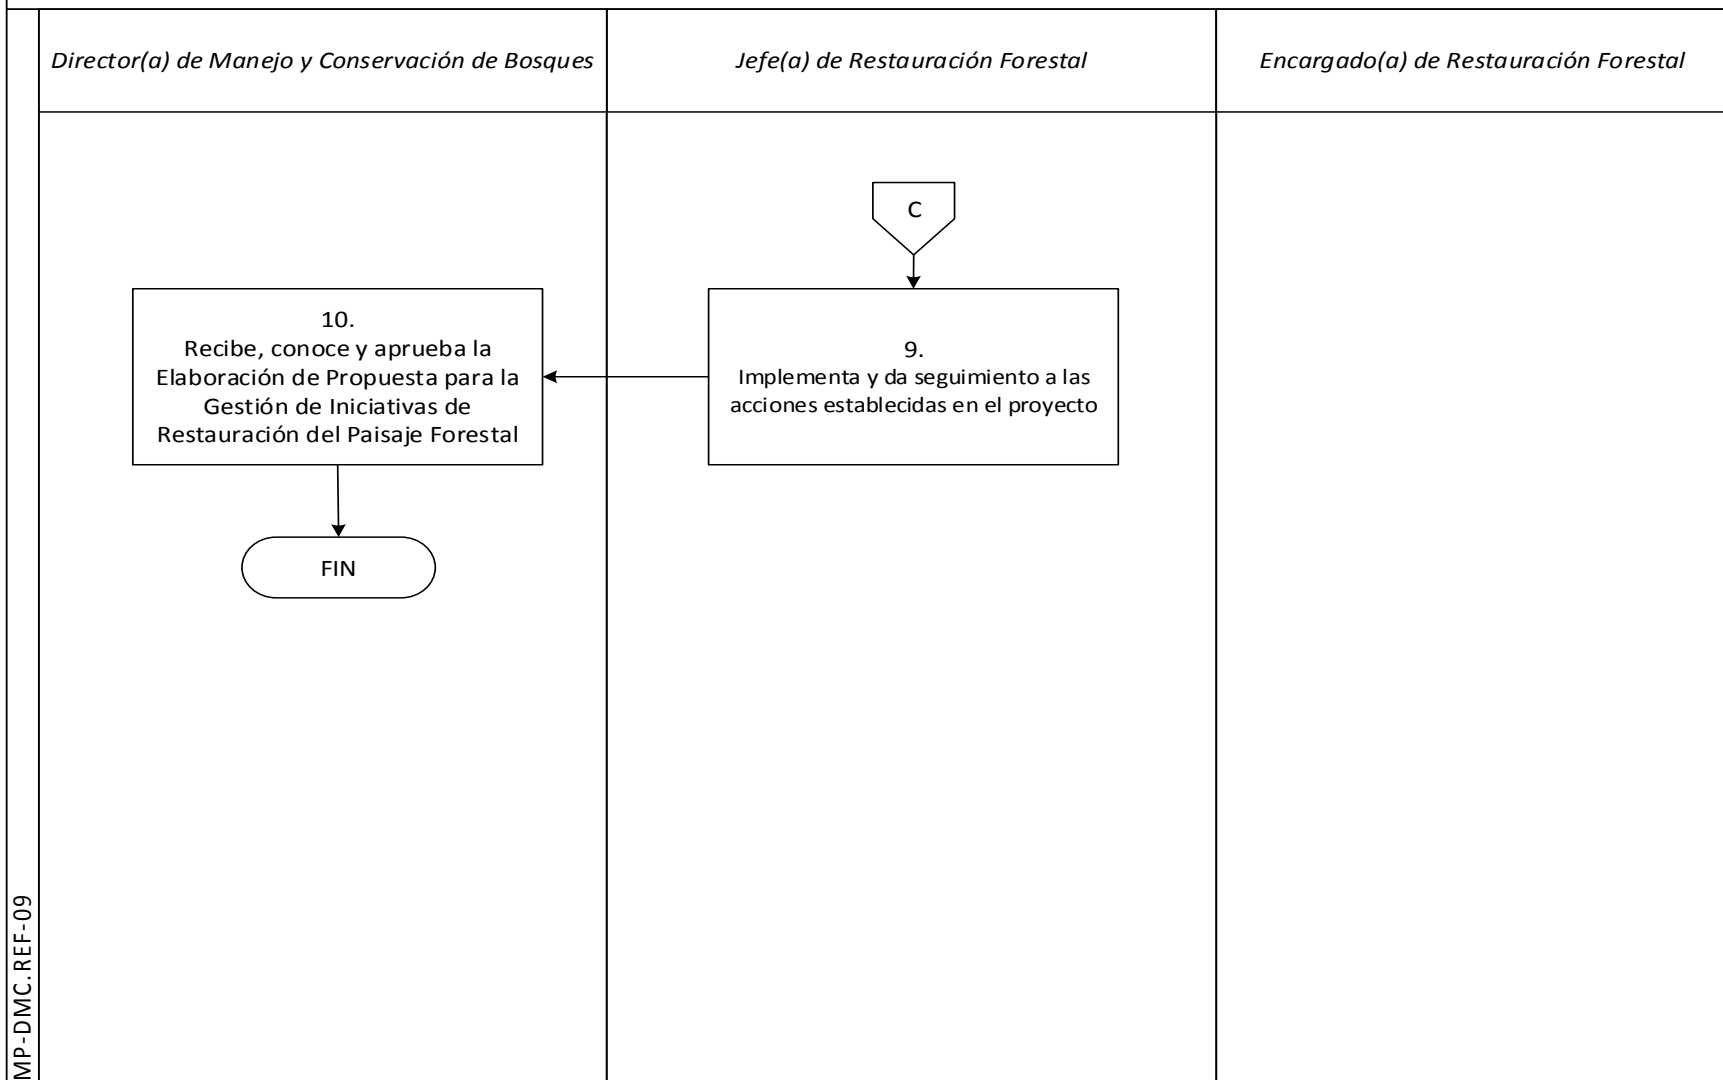 Director(a) de Manejo y Conservación de Bosques
Jefe(a) de Restauración Forestal
Encargado(a) de Restauración Forestal
C
9.
Implementa y da seguimiento a las
acciones establecidas en el proyecto
10.
Recibe, conoce y aprueba la
Elaboración de Propuesta para la
Gestión de Iniciativas de
Restauración del Paisaje Forestal
FIN
MP-DMC.REF-09